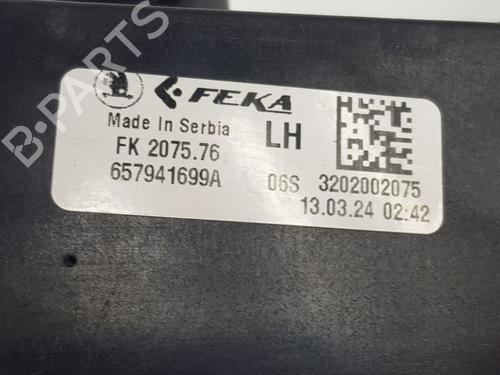 FEKA
Made In Serbia
LH
FK 2075.76
657941699A
06S 3202002075
13.03.24 02:42
B-PARTS